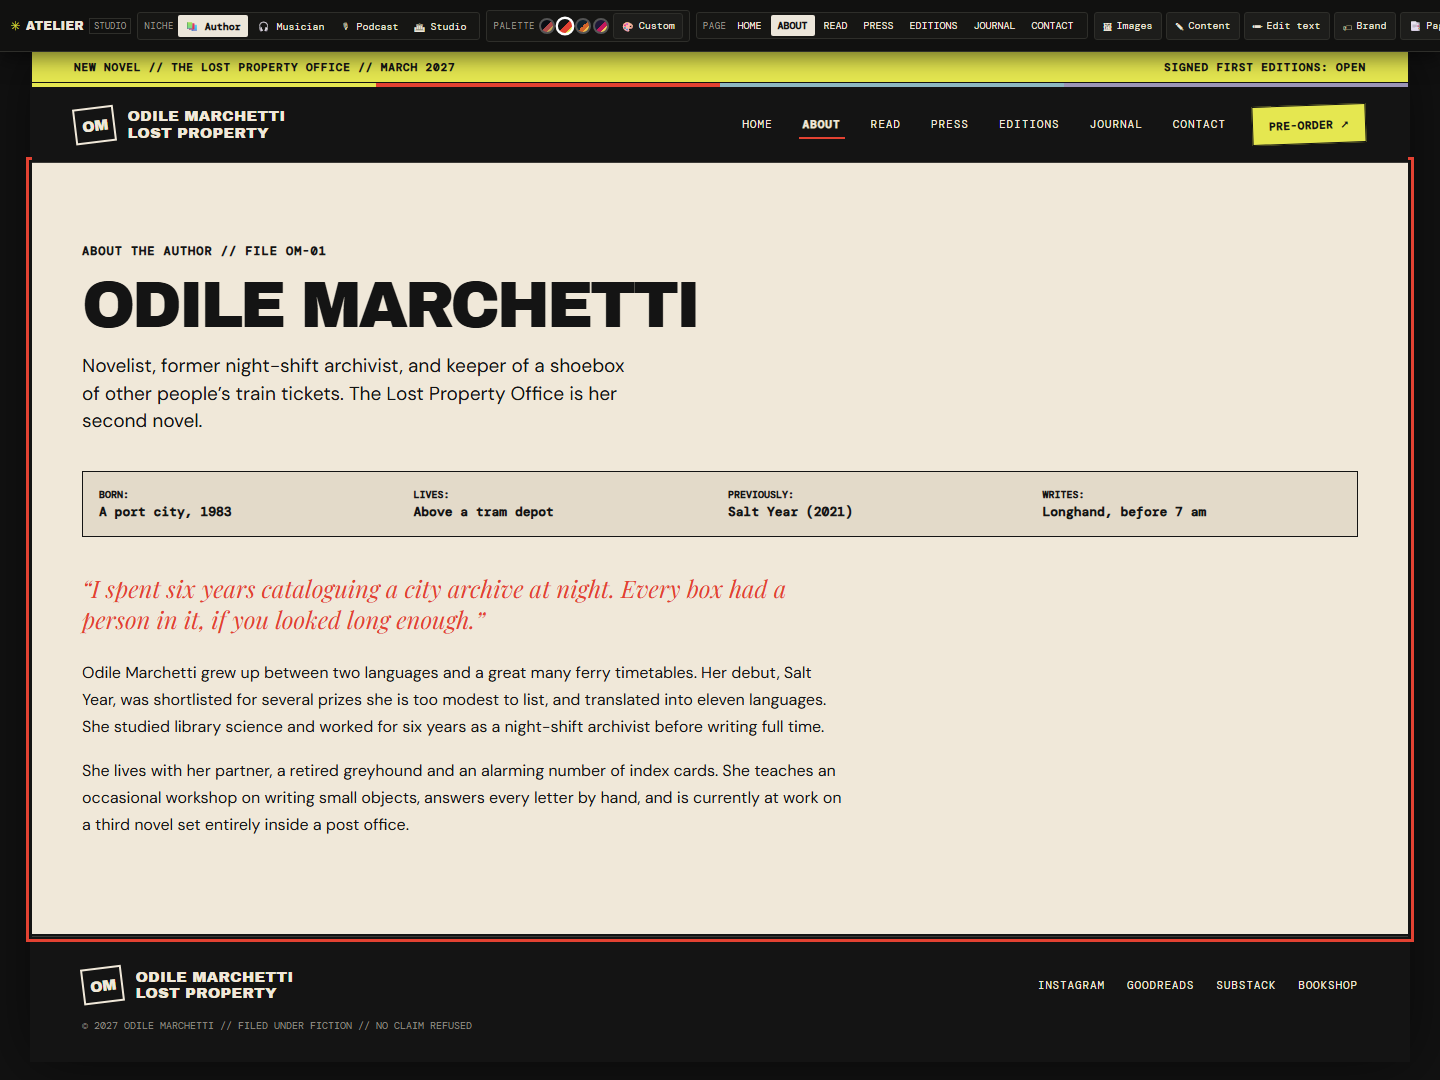 ✳ ATELIER STUDIO NICHE Author Musician Podcast Studio PALETTE Custom PAGE HOME ABOUT READ PRESS EDITIONS JOURNAL CONTACT Images Content Edit text Brand
NEW NOVEL // THE LOST PROPERTY OFFICE // MARCH 2027 SIGNED FIRST EDITIONS: OPEN
OM ODILE MARCHETTI
LOST PROPERTY
HOME ABOUT READ PRESS EDITIONS JOURNAL CONTACT PRE-ORDER ↗
ABOUT THE AUTHOR // FILE OM-01
ODILE MARCHETTI
Novelist, former night-shift archivist, and keeper of a shoebox
of other people’s train tickets. The Lost Property Office is her
second novel.
BORN: LIVES: PREVIOUSLY: WRITES:
A port city, 1983 Above a tram depot Salt Year (2021) Longhand, before 7 am
“I spent six years cataloguing a city archive at night. Every box had a
person in it, if you looked long enough.”
Odile Marchetti grew up between two languages and a great many ferry timetables. Her debut, Salt
Year, was shortlisted for several prizes she is too modest to list, and translated into eleven languages.
She studied library science and worked for six years as a night-shift archivist before writing full time.
She lives with her partner, a retired greyhound and an alarming number of index cards. She teaches an
occasional workshop on writing small objects, answers every letter by hand, and is currently at work on
a third novel set entirely inside a post office.
OM ODILE MARCHETTI
LOST PROPERTY
INSTAGRAM GOODREADS SUBSTACK BOOKSHOP
© 2027 ODILE MARCHETTI // FILED UNDER FICTION // NO CLAIM REFUSED